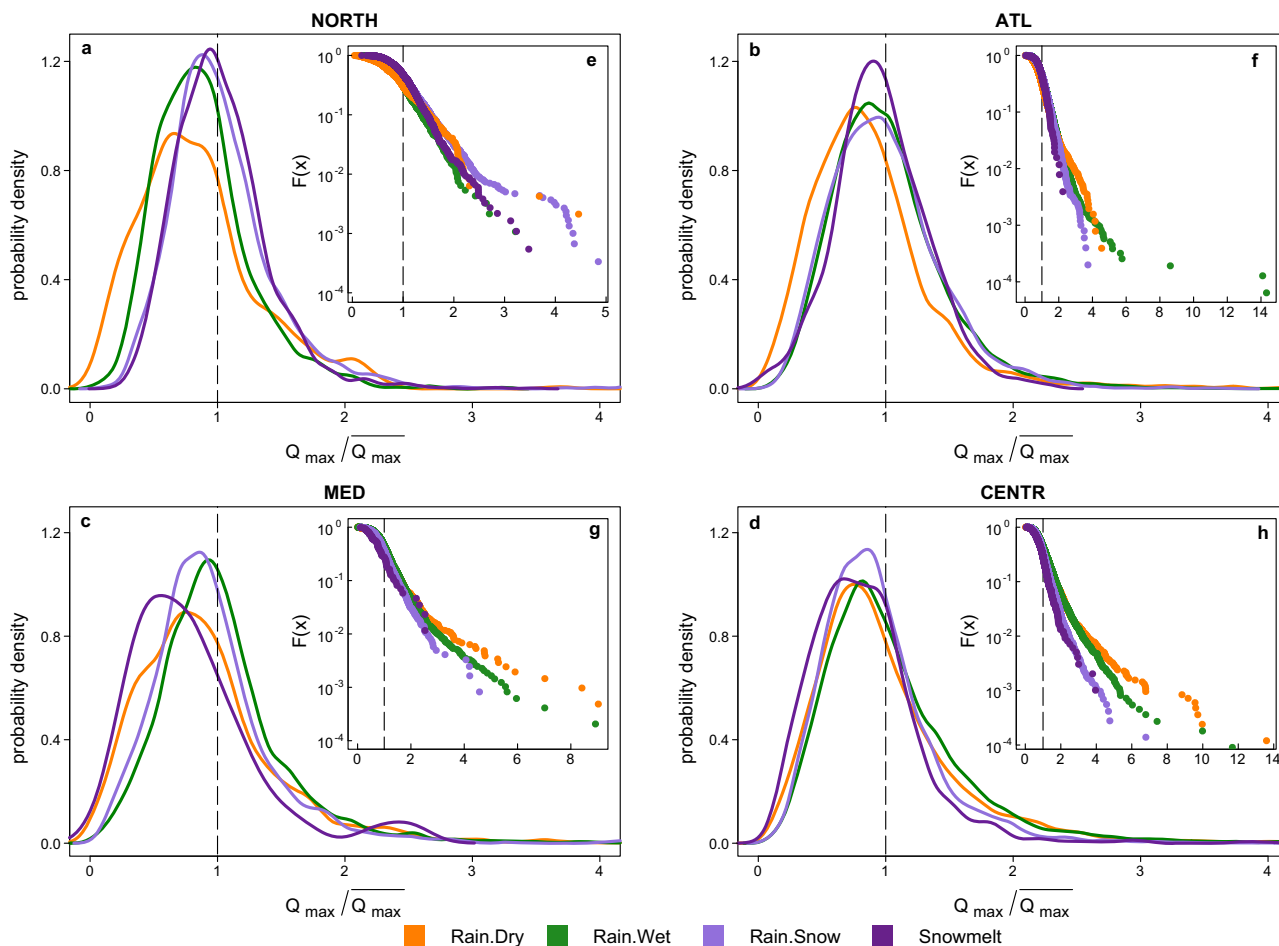 NORTH
a
e
probability density
1.2
0.8
0.4
0.0
F(x)
10^0
10^-1
10^-2
10^-3
10^-4
0 1 2 3 4 5
0 1 2 3 4
Q max / Q max
ATL
b
f
probability density
1.2
0.8
0.4
0.0
F(x)
10^0
10^-1
10^-2
10^-3
10^-4
0 2 4 6 8 10 12 14
0 1 2 3 4
Q max / Q max
MED
c
g
probability density
1.2
0.8
0.4
0.0
F(x)
10^0
10^-1
10^-2
10^-3
10^-4
0 2 4 6 8
0 1 2 3 4
Q max / Q max
CENTR
d
h
probability density
1.2
0.8
0.4
0.0
F(x)
10^0
10^-1
10^-2
10^-3
10^-4
0 2 4 6 8 10 12 14
0 1 2 3 4
Q max / Q max
Rain.Dry Rain.Wet Rain.Snow Snowmelt